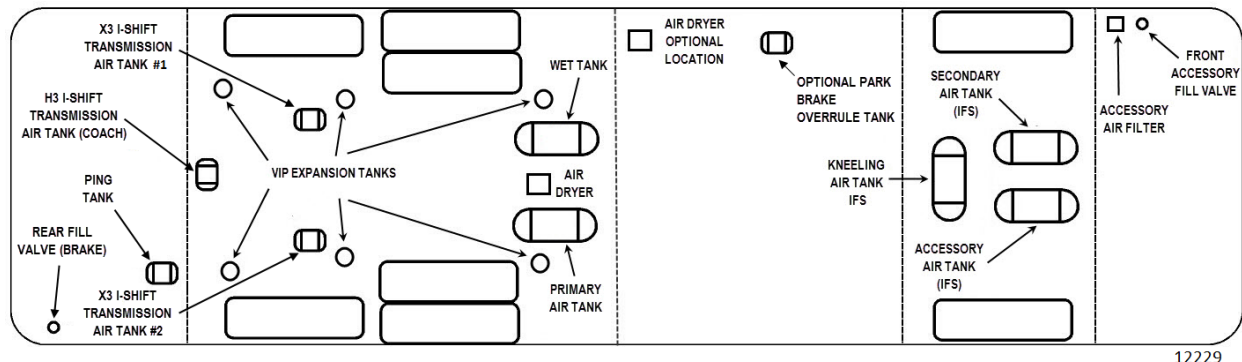 X3 I-SHIFT
TRANSMISSION
AIR TANK #1
H3 I-SHIFT
TRANSMISSION
AIR TANK (COACH)
PING
TANK
REAR FILL
VALVE (BRAKE)
X3 I-SHIFT
TRANSMISSION
AIR TANK #2
VIP EXPANSION TANKS
WET TANK
AIR
DRYER
PRIMARY
AIR TANK
AIR DRYER
OPTIONAL
LOCATION
OPTIONAL PARK
BRAKE
OVERRULE TANK
KNEELING
AIR TANK
IFS
SECONDARY
AIR TANK
(IFS)
ACCESSORY
AIR TANK
(IFS)
ACCESSORY
AIR FILTER
FRONT
ACCESSORY
FILL VALVE
12229